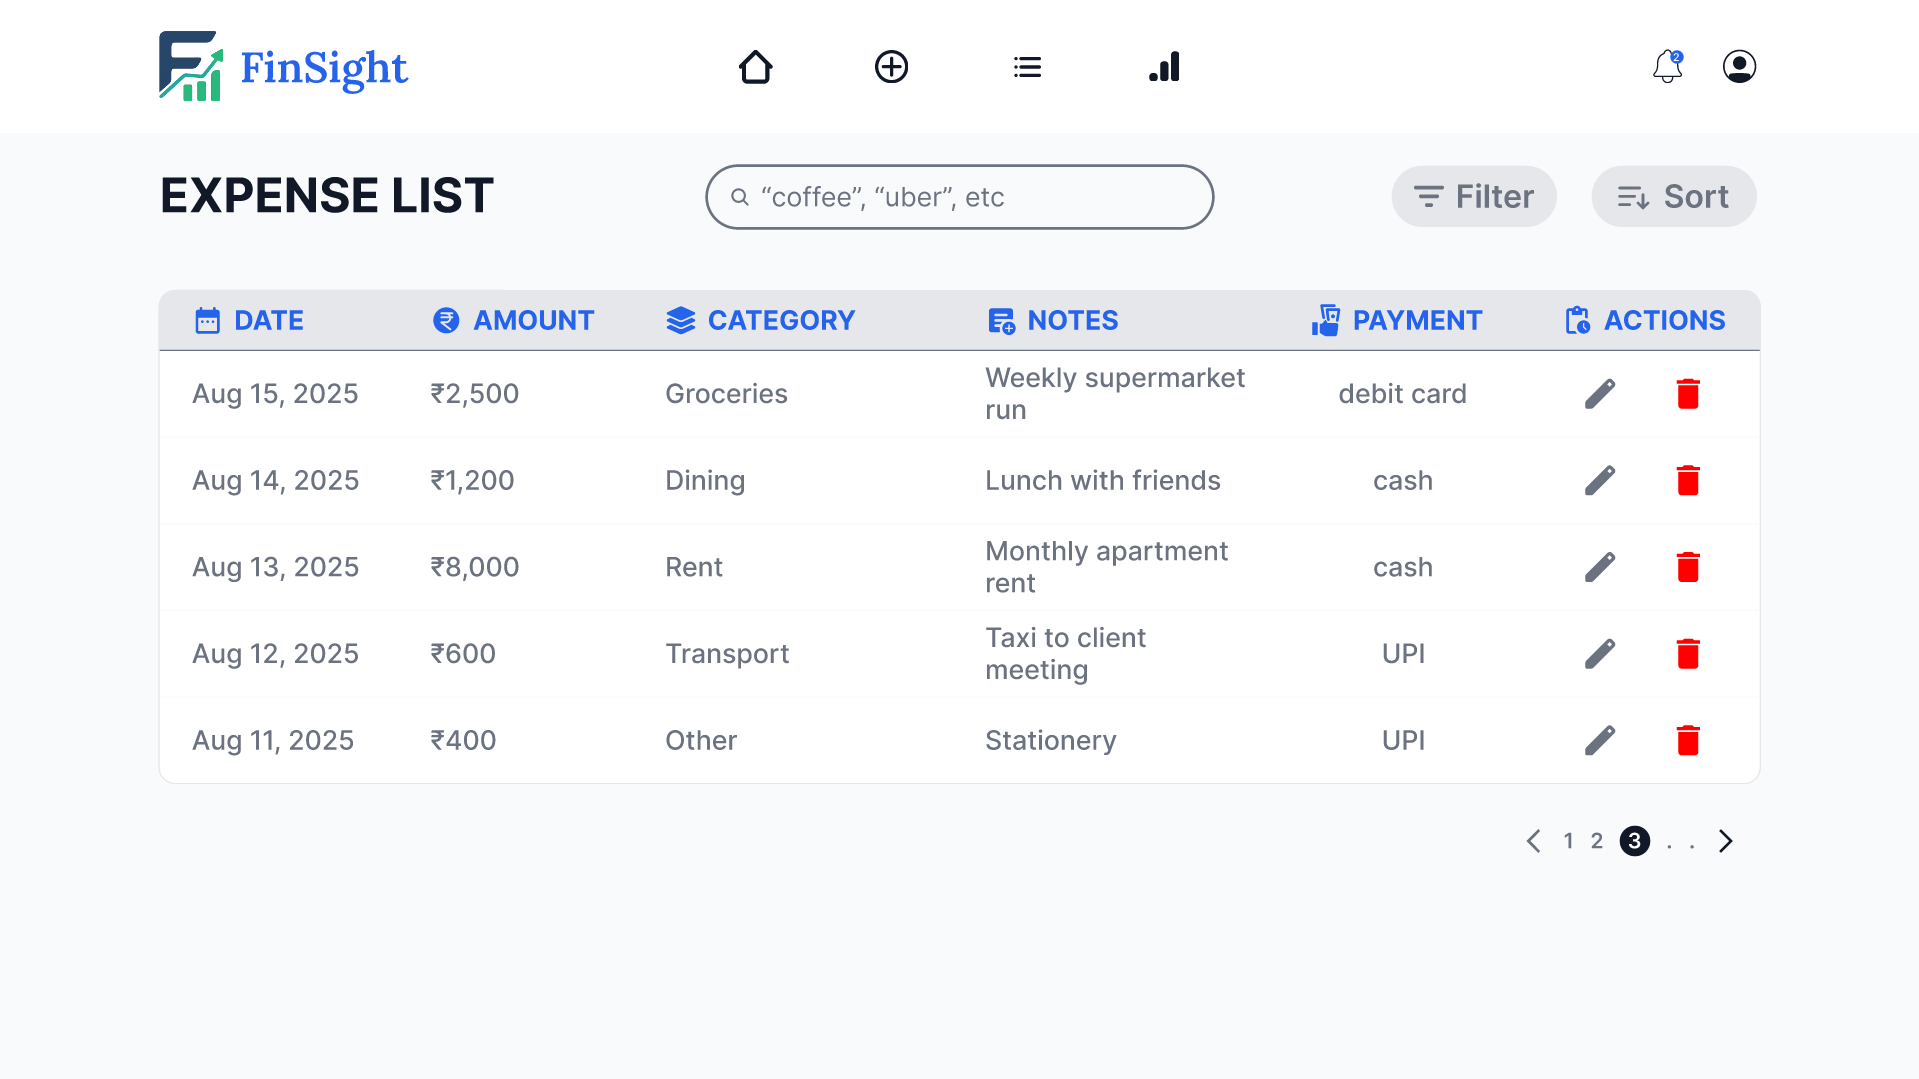 FinSight
2
EXPENSE LIST
“coffee”, “uber”, etc
Filter
Sort
DATE
AMOUNT
CATEGORY
NOTES
PAYMENT
ACTIONS
Aug 15, 2025
₹2,500
Groceries
Weekly supermarket
run
debit card
Aug 14, 2025
₹1,200
Dining
Lunch with friends
cash
Aug 13, 2025
₹8,000
Rent
Monthly apartment
rent
cash
Aug 12, 2025
₹600
Transport
Taxi to client
meeting
UPI
Aug 11, 2025
₹400
Other
Stationery
UPI
1 2 3 . .